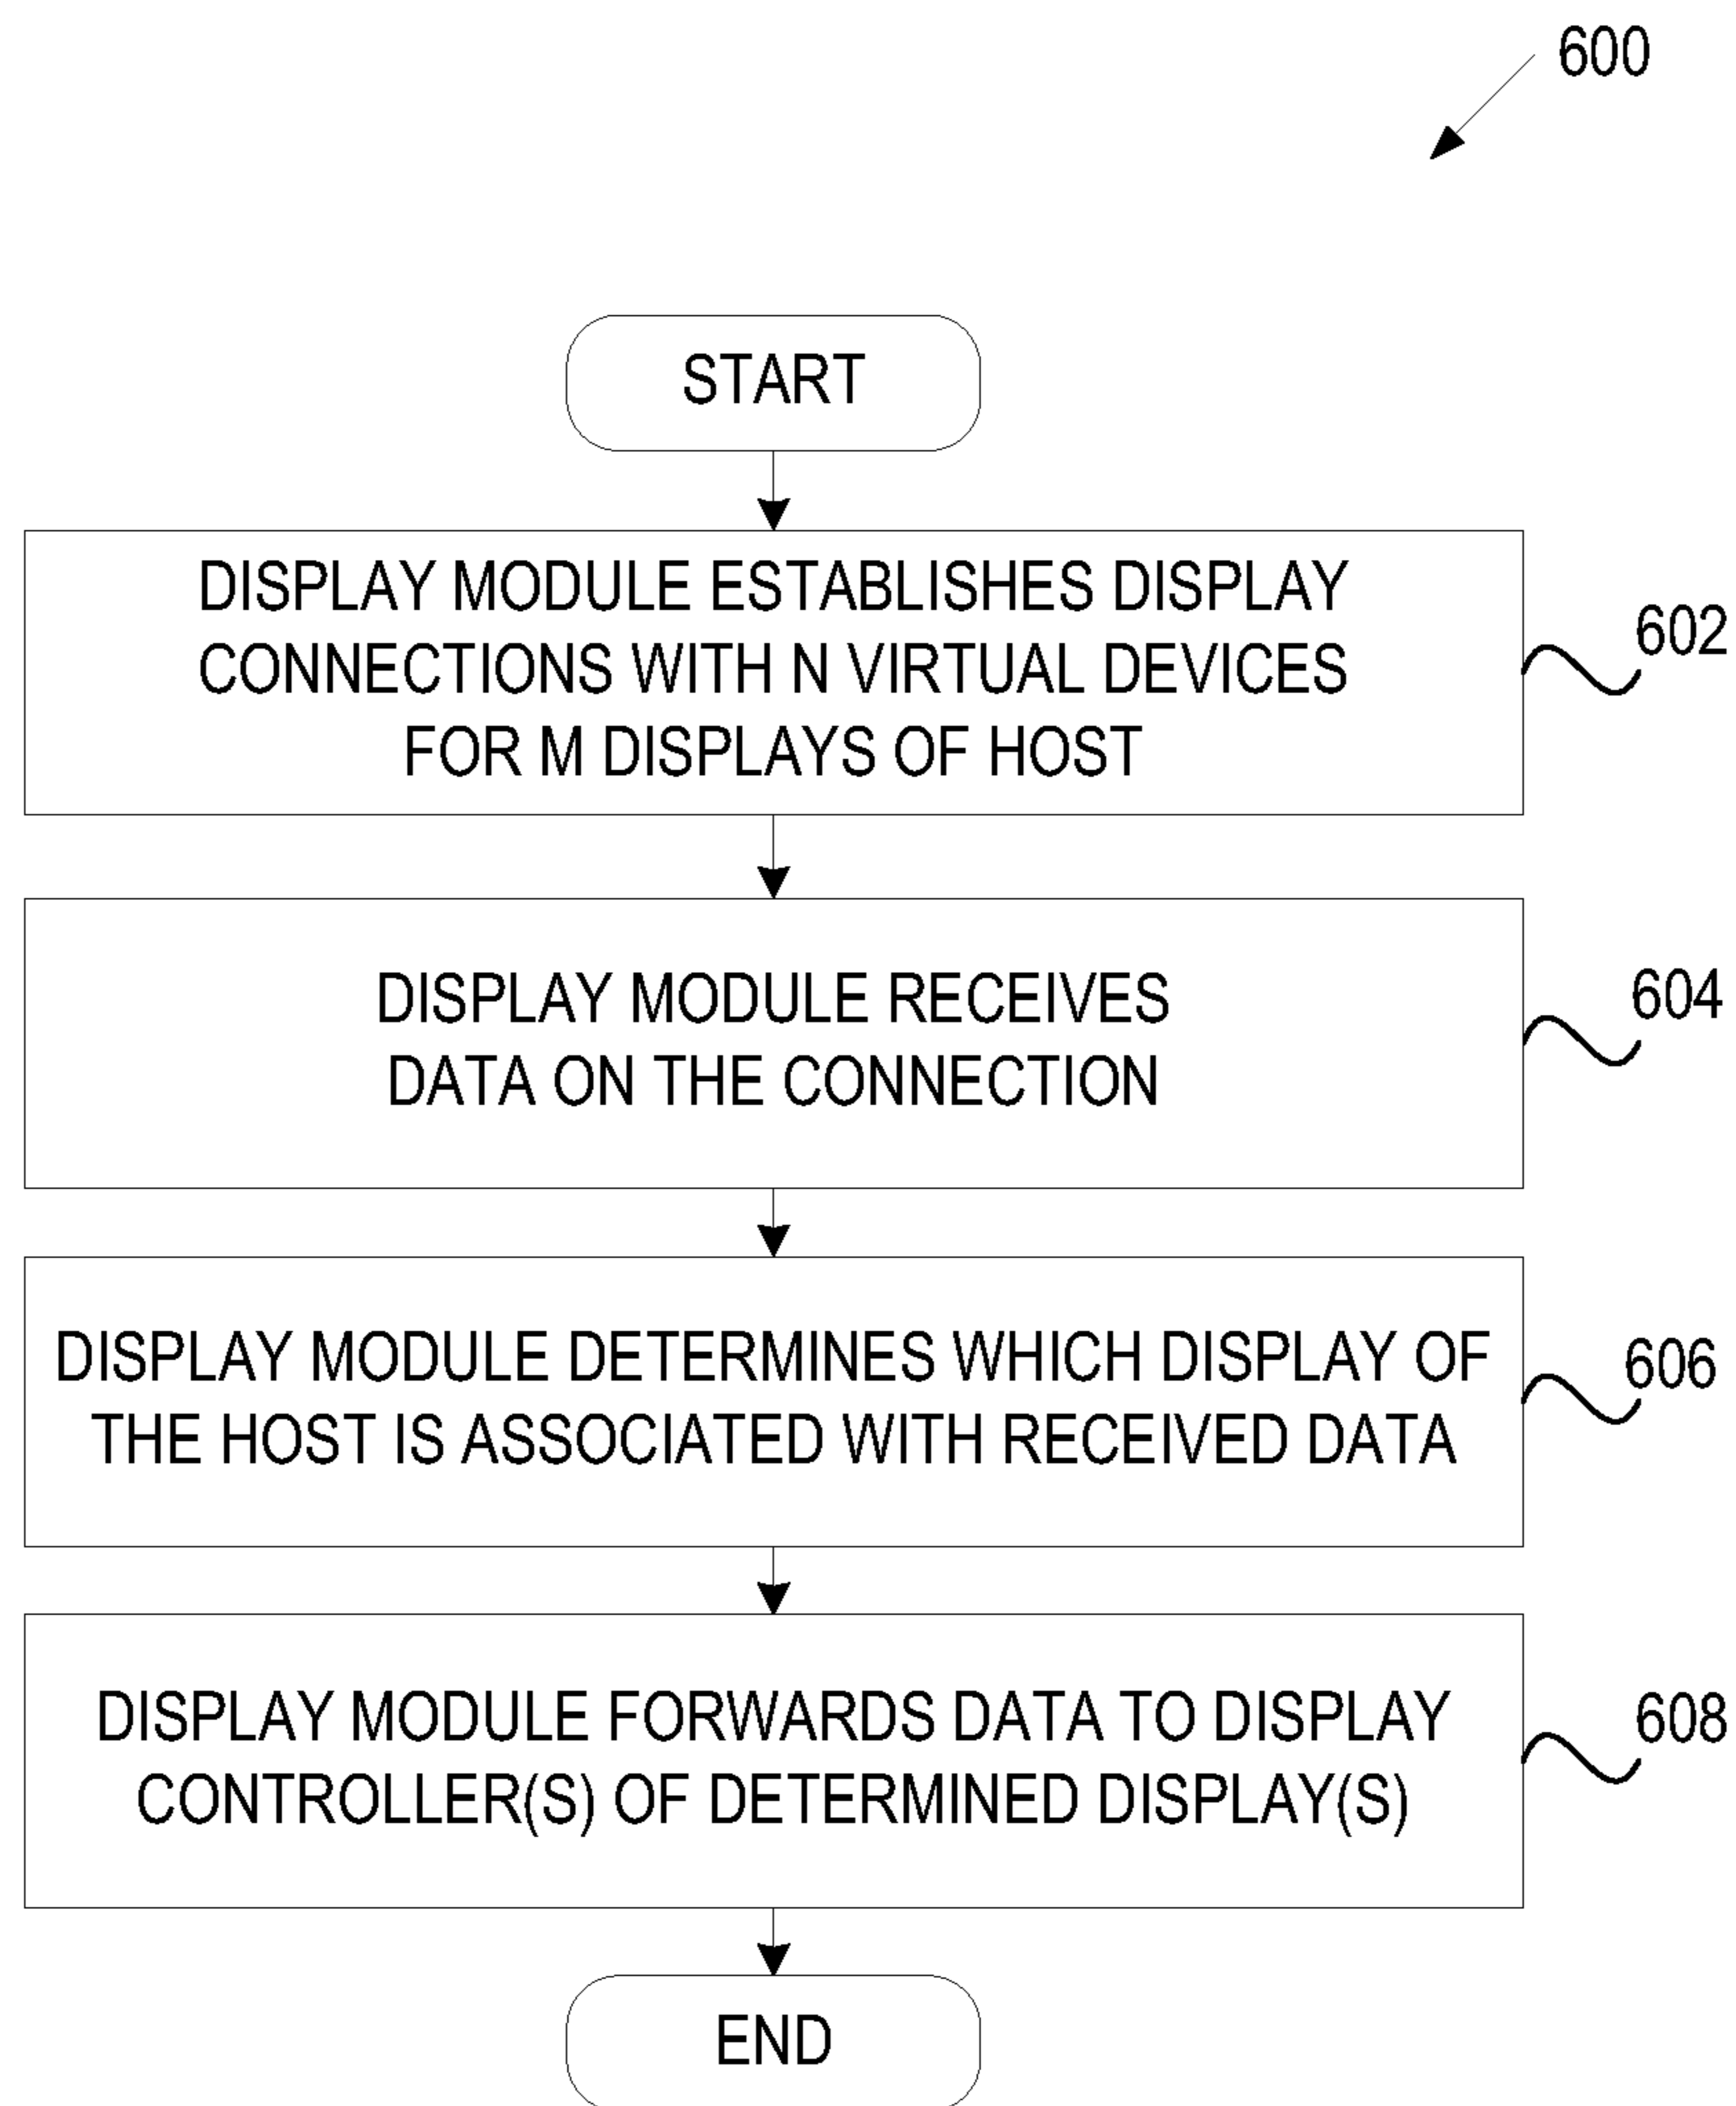 600
START
DISPLAY MODULE ESTABLISHES DISPLAY
CONNECTIONS WITH N VIRTUAL DEVICES
FOR M DISPLAYS OF HOST
602
DISPLAY MODULE RECEIVES
DATA ON THE CONNECTION
604
DISPLAY MODULE DETERMINES WHICH DISPLAY OF
THE HOST IS ASSOCIATED WITH RECEIVED DATA
606
DISPLAY MODULE FORWARDS DATA TO DISPLAY
CONTROLLER(S) OF DETERMINED DISPLAY(S)
608
END